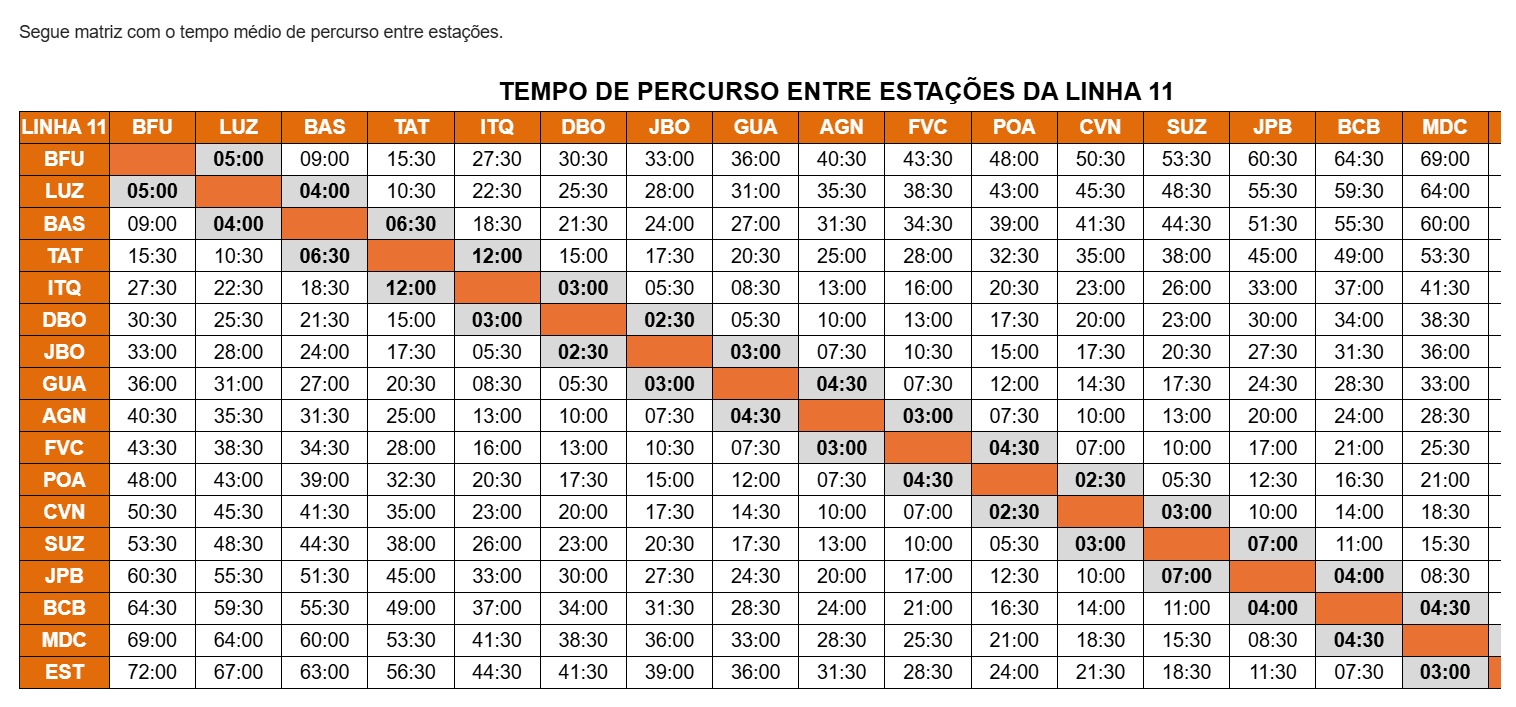 Segue matriz com o tempo médio de percurso entre estações.
TEMPO DE PERCURSO ENTRE ESTAÇÕES DA LINHA 11
LINHA 11 BFU LUZ BAS TAT ITQ DBO JBO GUA AGN FVC POA CVN SUZ JPB BCB MDC
BFU 05:00 09:00 15:30 27:30 30:30 33:00 36:00 40:30 43:30 48:00 50:30 53:30 60:30 64:30 69:00
LUZ 05:00 04:00 10:30 22:30 25:30 28:00 31:00 35:30 38:30 43:00 45:30 48:30 55:30 59:30 64:00
BAS 09:00 04:00 06:30 18:30 21:30 24:00 27:00 31:30 34:30 39:00 41:30 44:30 51:30 55:30 60:00
TAT 15:30 10:30 06:30 12:00 15:00 17:30 20:30 25:00 28:00 32:30 35:00 38:00 45:00 49:00 53:30
ITQ 27:30 22:30 18:30 12:00 03:00 05:30 08:30 13:00 16:00 20:30 23:00 26:00 33:00 37:00 41:30
DBO 30:30 25:30 21:30 15:00 03:00 02:30 05:30 10:00 13:00 17:30 20:00 23:00 30:00 34:00 38:30
JBO 33:00 28:00 24:00 17:30 05:30 02:30 03:00 07:30 10:30 15:00 17:30 20:30 27:30 31:30 36:00
GUA 36:00 31:00 27:00 20:30 08:30 05:30 03:00 04:30 07:30 12:00 14:30 17:30 24:30 28:30 33:00
AGN 40:30 35:30 31:30 25:00 13:00 10:00 07:30 04:30 03:00 07:30 10:00 13:00 20:00 24:00 28:30
FVC 43:30 38:30 34:30 28:00 16:00 13:00 10:30 07:30 03:00 04:30 07:00 10:00 17:00 21:00 25:30
POA 48:00 43:00 39:00 32:30 20:30 17:30 15:00 12:00 07:30 04:30 02:30 05:30 12:30 16:30 21:00
CVN 50:30 45:30 41:30 35:00 23:00 20:00 17:30 14:30 10:00 07:00 02:30 03:00 10:00 14:00 18:30
SUZ 53:30 48:30 44:30 38:00 26:00 23:00 20:30 17:30 13:00 10:00 05:30 03:00 07:00 11:00 15:30
JPB 60:30 55:30 51:30 45:00 33:00 30:00 27:30 24:30 20:00 17:00 12:30 10:00 07:00 04:00 08:30
BCB 64:30 59:30 55:30 49:00 37:00 34:00 31:30 28:30 24:00 21:00 16:30 14:00 11:00 04:00 04:30
MDC 69:00 64:00 60:00 53:30 41:30 38:30 36:00 33:00 28:30 25:30 21:00 18:30 15:30 08:30 04:30
EST 72:00 67:00 63:00 56:30 44:30 41:30 39:00 36:00 31:30 28:30 24:00 21:30 18:30 11:30 07:30 03:00